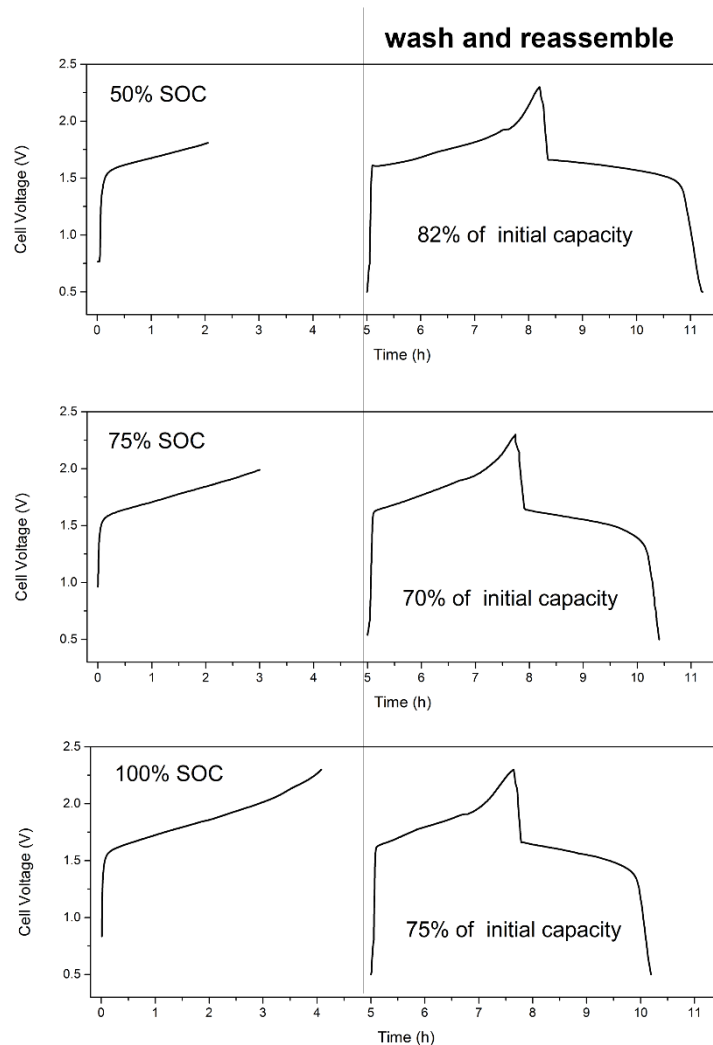 wash and reassemble
2.5
2.0
1.5
1.0
0.5
Cell Voltage (V)
50% SOC
82% of initial capacity
0 1 2 3 4 5 6 7 8 9 10 11
Time (h)
2.5
2.0
1.5
1.0
0.5
Cell Voltage (V)
75% SOC
70% of initial capacity
0 1 2 3 4 5 6 7 8 9 10 11
Time (h)
2.5
2.0
1.5
1.0
0.5
Cell Voltage (V)
100% SOC
75% of initial capacity
0 1 2 3 4 5 6 7 8 9 10 11
Time (h)